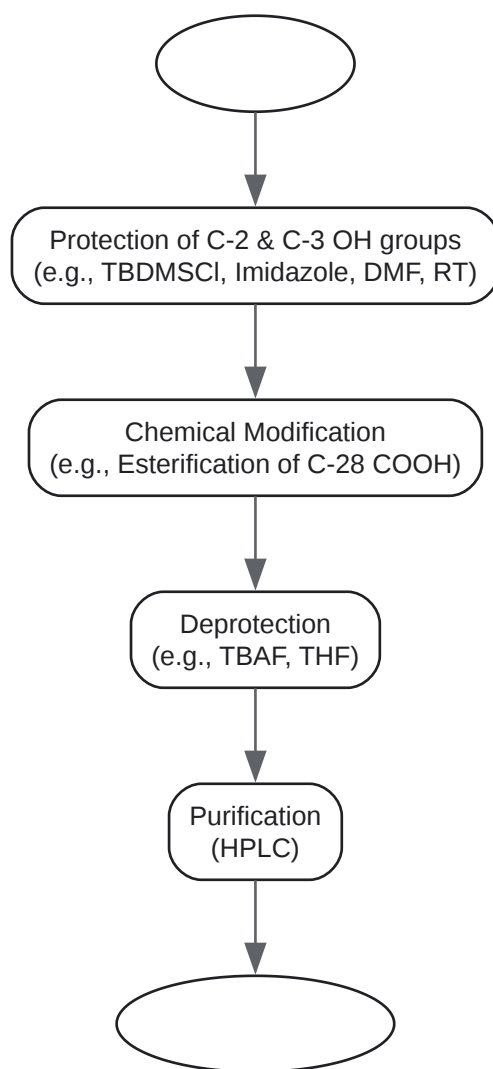 Protection of C-2 & C-3 OH groups
(e.g., TBDMSCl, Imidazole, DMF, RT)
Chemical Modification
(e.g., Esterification of C-28 COOH)
Deprotection
(e.g., TBAF, THF)
Purification
(HPLC)